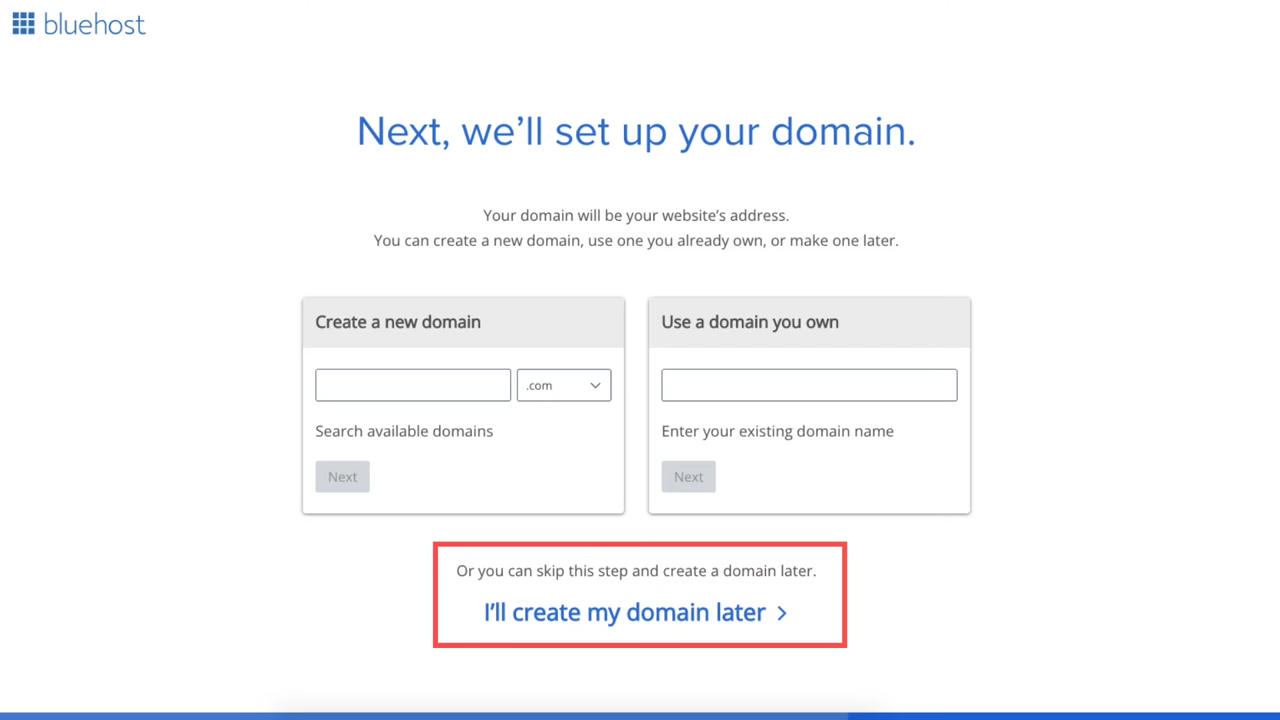 bluehost
Next, we’ll set up your domain.
Your domain will be your website’s address.
You can create a new domain, use one you already own, or make one later.
Create a new domain
.com
Search available domains
Next
Use a domain you own
Enter your existing domain name
Next
Or you can skip this step and create a domain later.
I’ll create my domain later >